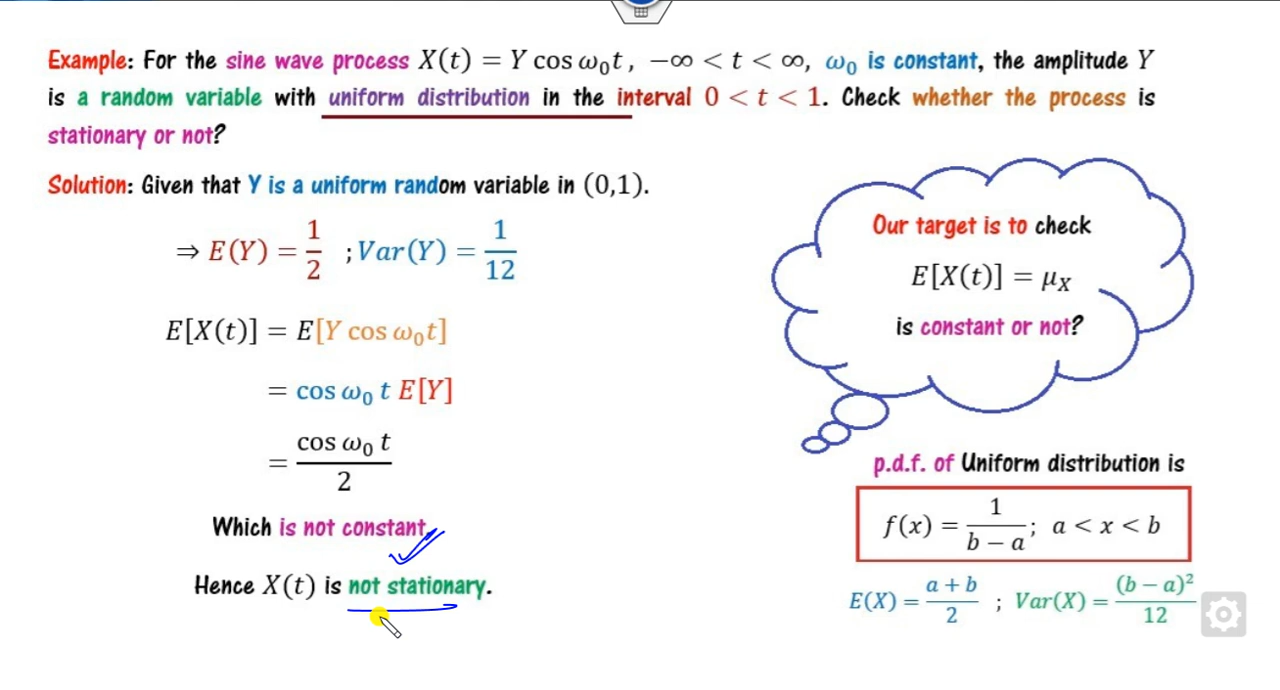 Example: For the sine wave process X(t) = Y cos ω₀t, −∞ < t < ∞, ω₀ is constant, the amplitude Y
is a random variable with uniform distribution in the interval 0 < t < 1. Check whether the process is
stationary or not?
Solution: Given that Y is a uniform random variable in (0,1).
⇒ E(Y) = 1/2 ; Var(Y) = 1/12
E[X(t)] = E[Y cos ω₀t]
= cos ω₀ t E[Y]
= cos ω₀ t / 2
Which is not constant.
Hence X(t) is not stationary.
Our target is to check
E[X(t)] = μ_X
is constant or not?
p.d.f. of Uniform distribution is
f(x) = 1/(b − a); a < x < b
E(X) = (a + b)/2 ; Var(X) = (b − a)²/12